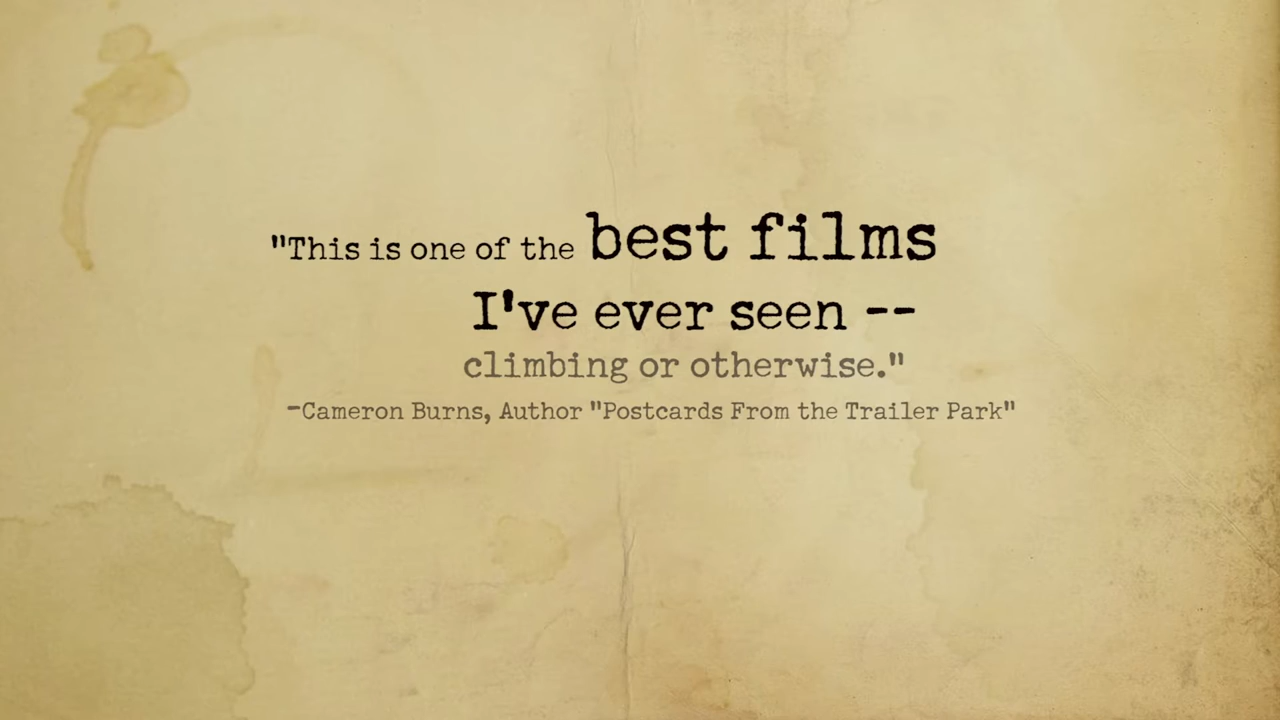 "This is one of the best films
I've ever seen --
climbing or otherwise."
-Cameron Burns, Author "Postcards From the Trailer Park"